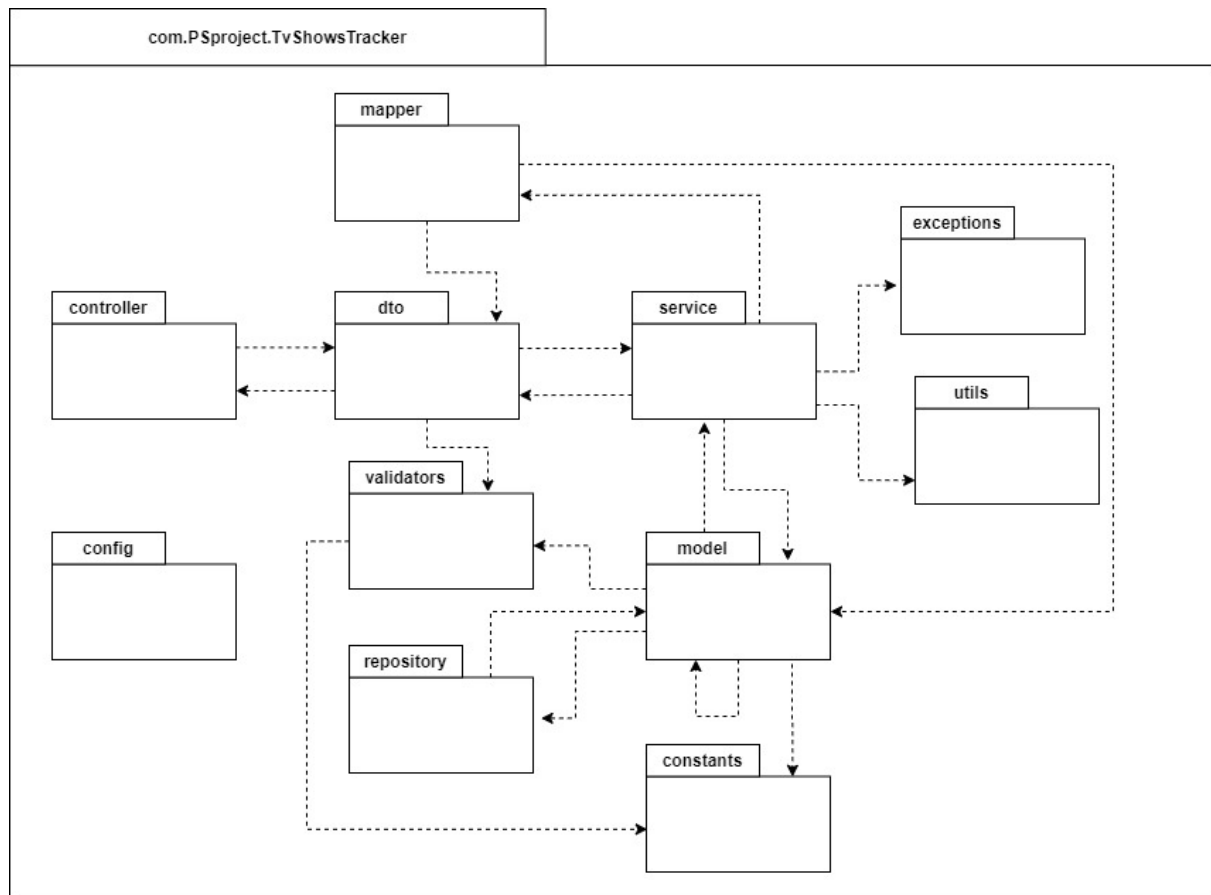 com.PSproject.TvShowsTracker
mapper
exceptions
controller
dto
service
utils
validators
config
model
repository
constants